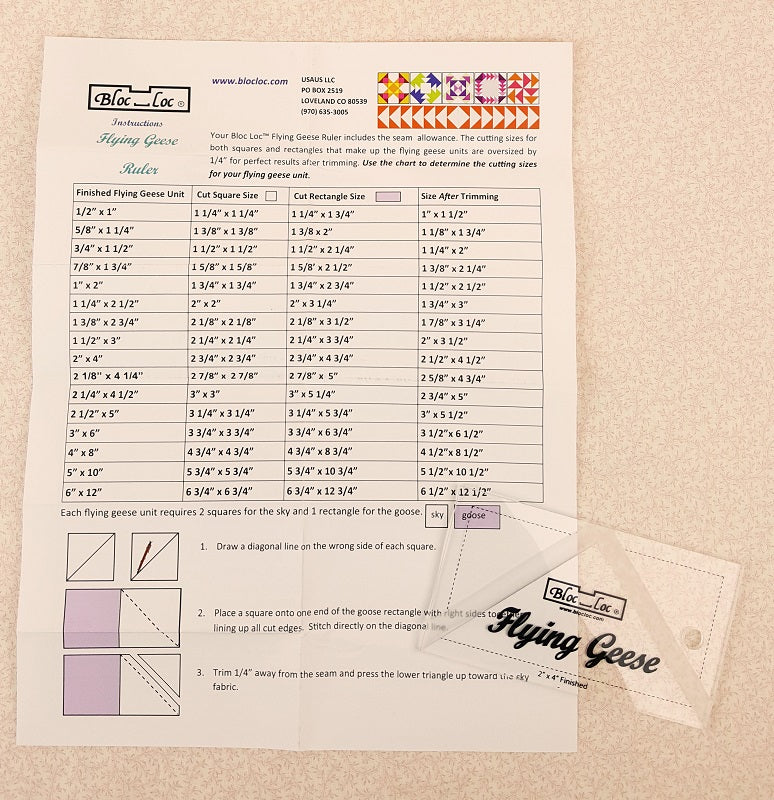 Bloc Loc ®
Instructions
Flying Geese
Ruler
www.blocloc.com
USAUS LLC
PO BOX 2519
LOVELAND CO 80539
(970) 635-3005
Your Bloc Loc™ Flying Geese Ruler includes the seam allowance. The cutting sizes for
both squares and rectangles that make up the flying geese units are oversized by
1/4” for perfect results after trimming. Use the chart to determine the cutting sizes
for your flying geese unit.
Finished Flying Geese Unit Cut Square Size Cut Rectangle Size Size After Trimming
1/2” x 1” 1 1/4” x 1 1/4” 1 1/4” x 1 3/4” 1” x 1 1/2”
5/8” x 1 1/4” 1 3/8” x 1 3/8” 1 3/8 x 2” 1 1/8” x 1 3/4”
3/4” x 1 1/2” 1 1/2” x 1 1/2” 1 1/2” x 2 1/4” 1 1/4” x 2”
7/8” x 1 3/4” 1 5/8” x 1 5/8” 1 5/8’ x 2 1/2” 1 3/8” x 2 1/4”
1” x 2” 1 3/4” x 1 3/4” 1 3/4” x 2 3/4” 1 1/2” x 2 1/2”
1 1/4” x 2 1/2” 2” x 2” 2” x 3 1/4” 1 3/4” x 3”
1 3/8” x 2 3/4” 2 1/8” x 2 1/8” 2 1/8” x 3 1/2” 1 7/8” x 3 1/4”
1 1/2” x 3” 2 1/4” x 2 1/4” 2 1/4” x 3 3/4” 2” x 3 1/2”
2” x 4” 2 3/4” x 2 3/4” 2 3/4” x 4 3/4” 2 1/2” x 4 1/2”
2 1/8” x 4 1/4” 2 7/8” x 2 7/8” 2 7/8” x 5” 2 5/8” x 4 3/4”
2 1/4” x 4 1/2” 3” x 3” 3” x 5 1/4” 2 3/4” x 5”
2 1/2” x 5” 3 1/4” x 3 1/4” 3 1/4” x 5 3/4” 3” x 5 1/2”
3” x 6” 3 3/4” x 3 3/4” 3 3/4” x 6 3/4” 3 1/2”x 6 1/2”
4” x 8” 4 3/4” x 4 3/4” 4 3/4” x 8 3/4” 4 1/2”x 8 1/2”
5” x 10” 5 3/4” x 5 3/4” 5 3/4” x 10 3/4” 5 1/2”x 10 1/2”
6” x 12” 6 3/4” x 6 3/4” 6 3/4” x 12 3/4” 6 1/2” x 12 1/2”
Each flying geese unit requires 2 squares for the sky and 1 rectangle for the goose. sky goose
1. Draw a diagonal line on the wrong side of each square.
2. Place a square onto one end of the goose rectangle with right sides together
lining up all cut edges. Stitch directly on the diagonal line.
3. Trim 1/4” away from the seam and press the lower triangle up toward the sky
fabric.
Bloc Loc ®
www.blocloc.com
Flying Geese
2" x 4" Finished